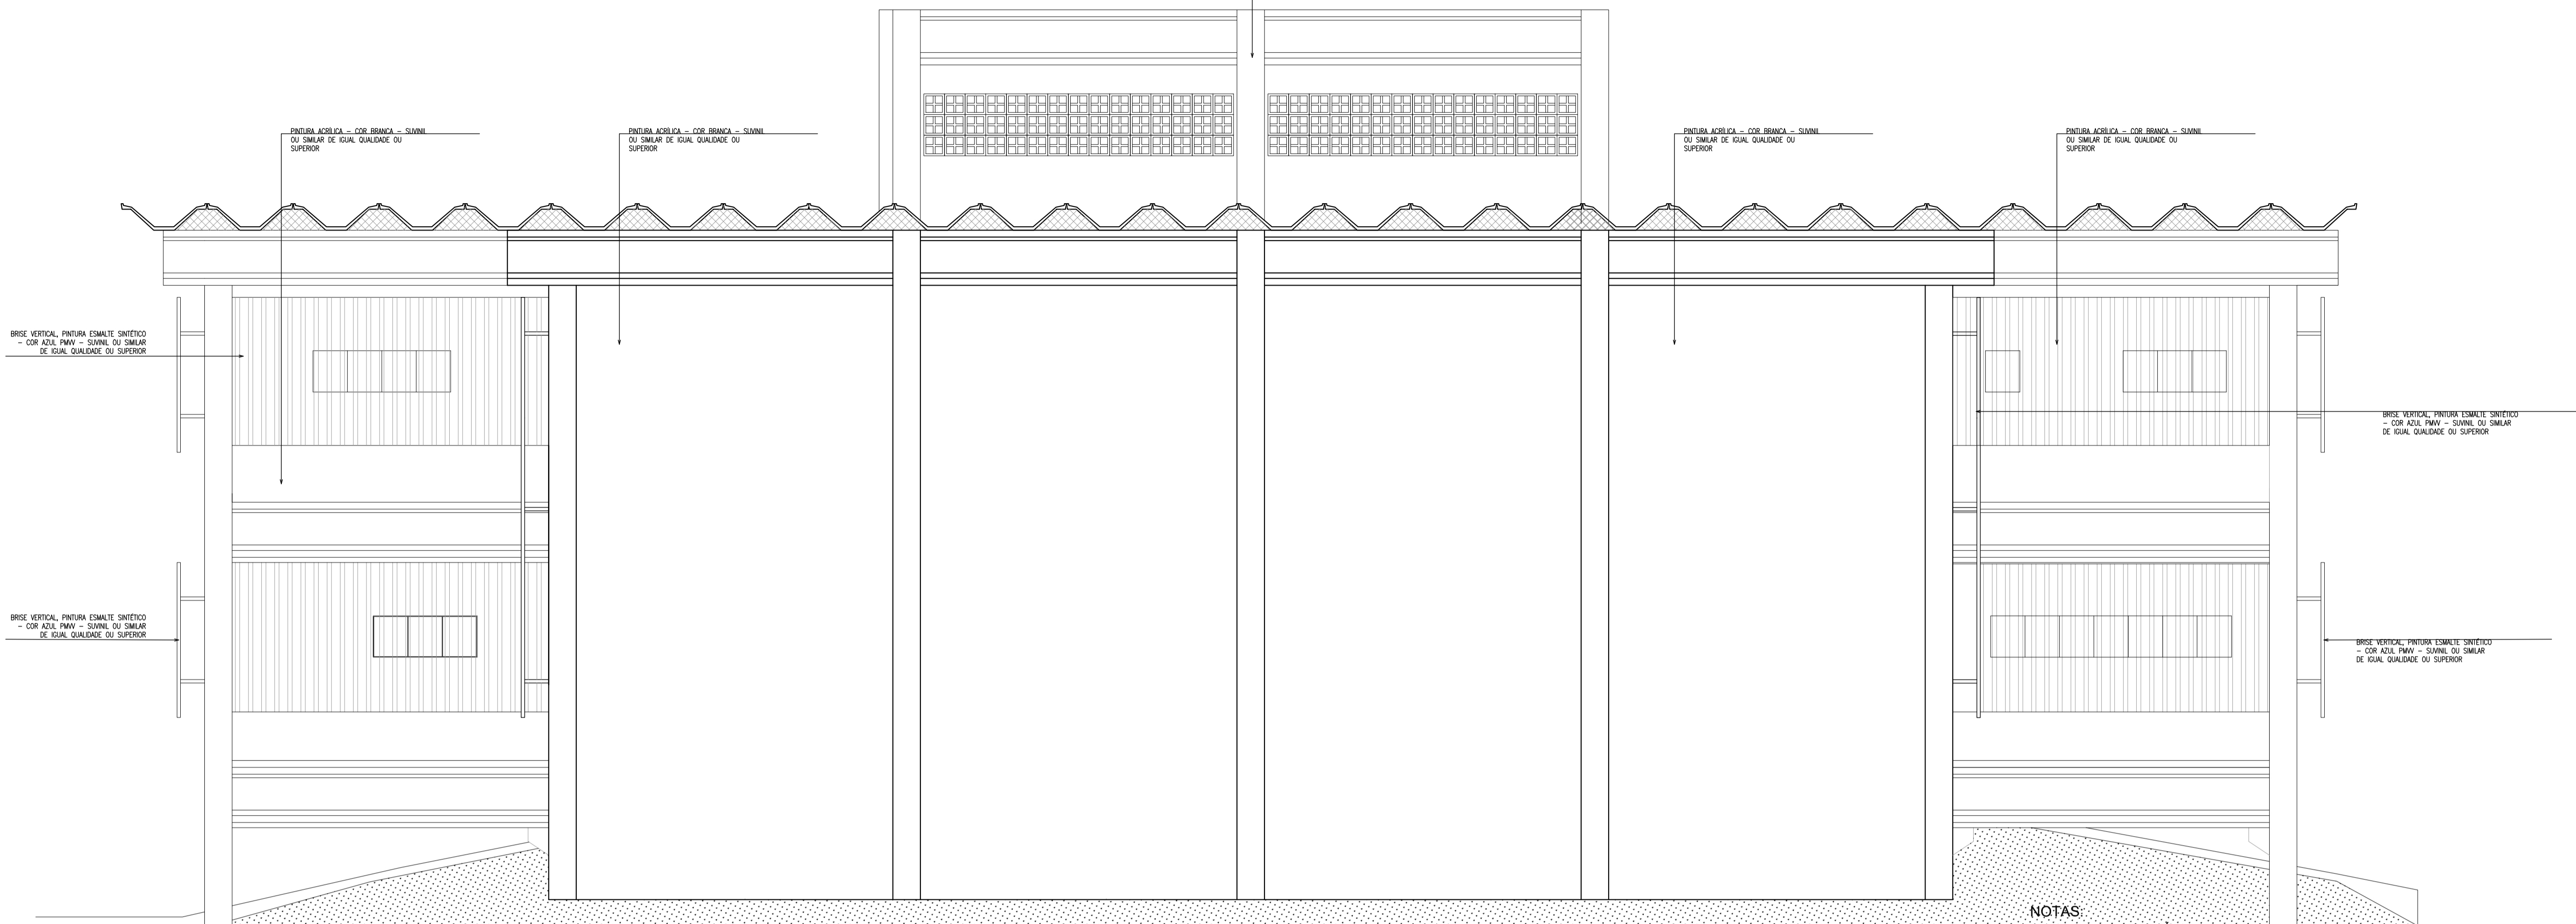 PINTURA ACRÍLICA – COR BRANCA – SUVINIL
OU SIMILAR DE IGUAL QUALIDADE OU
SUPERIOR
PINTURA ACRÍLICA – COR BRANCA – SUVINIL
OU SIMILAR DE IGUAL QUALIDADE OU
SUPERIOR
PINTURA ACRÍLICA – COR BRANCA – SUVINIL
OU SIMILAR DE IGUAL QUALIDADE OU
SUPERIOR
PINTURA ACRÍLICA – COR BRANCA – SUVINIL
OU SIMILAR DE IGUAL QUALIDADE OU
SUPERIOR
BRISE VERTICAL, PINTURA ESMALTE SINTÉTICO
– COR AZUL PMVV – SUVINIL OU SIMILAR
DE IGUAL QUALIDADE OU SUPERIOR
BRISE VERTICAL, PINTURA ESMALTE SINTÉTICO
– COR AZUL PMVV – SUVINIL OU SIMILAR
DE IGUAL QUALIDADE OU SUPERIOR
BRISE VERTICAL, PINTURA ESMALTE SINTÉTICO
– COR AZUL PMVV – SUVINIL OU SIMILAR
DE IGUAL QUALIDADE OU SUPERIOR
BRISE VERTICAL, PINTURA ESMALTE SINTÉTICO
– COR AZUL PMVV – SUVINIL OU SIMILAR
DE IGUAL QUALIDADE OU SUPERIOR
NOTAS: